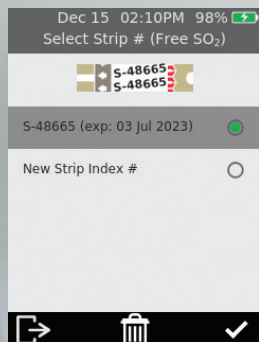 Dec 15 02:10PM 98%
Select Strip # (Free SO₂)
S-48665
S-48665
S-48665 (exp: 03 Jul 2023)
New Strip Index #